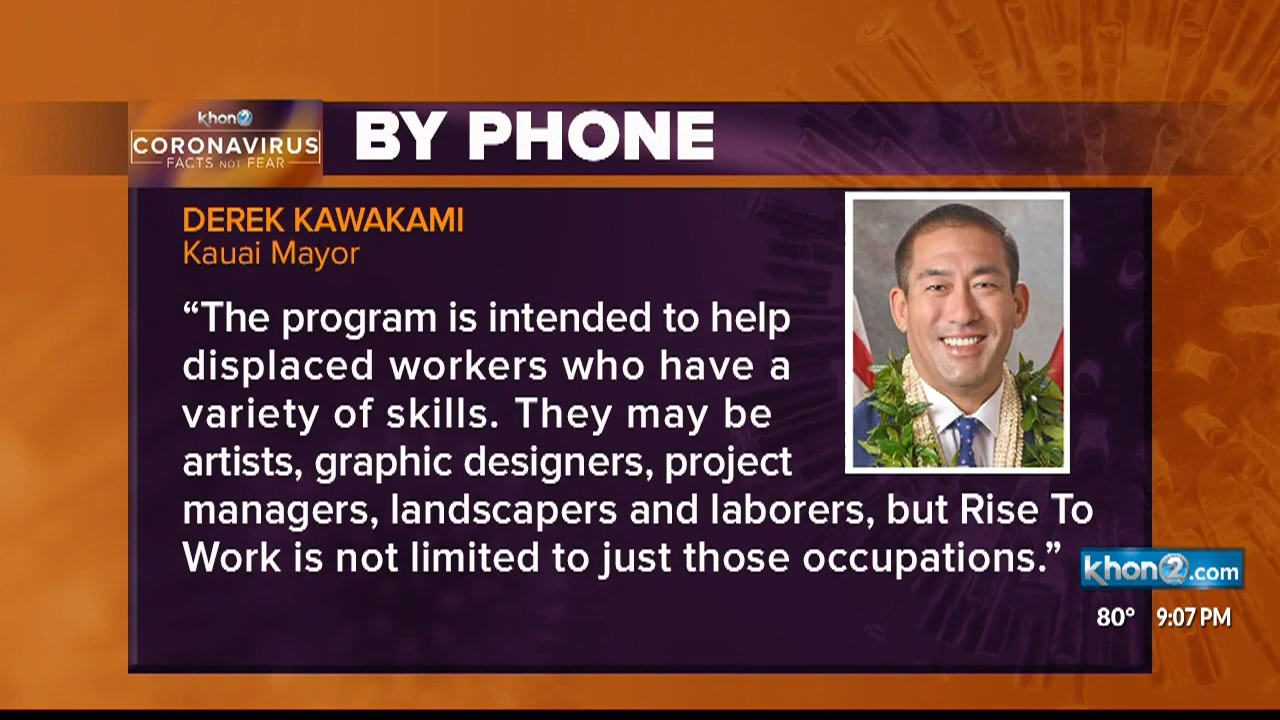 khon2
CORONAVIRUS
FACTS NOT FEAR
BY PHONE
DEREK KAWAKAMI
Kauai Mayor
“The program is intended to help
displaced workers who have a
variety of skills. They may be
artists, graphic designers, project
managers, landscapers and laborers, but Rise To
Work is not limited to just those occupations.”
khon2.com
80° 9:07 PM